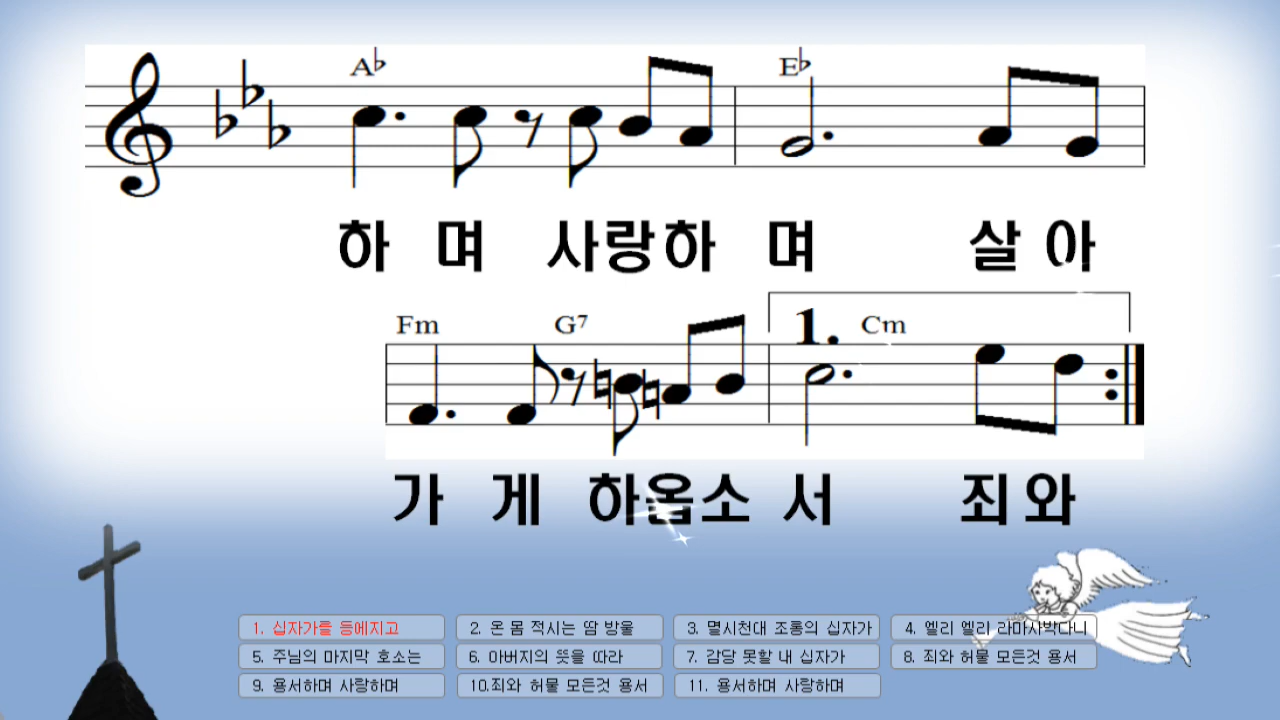 A♭ E♭
하 며 사랑하 며 살 아
Fm G7 1. Cm
가 게 하옵소 서 죄와
1. 십자가를 등에지고 2. 온 몸 적시는 땀 방울 3. 멸시천대 조롱의 십자가 4. 엘리 엘리 라마사박다니
5. 주님의 마지막 호소는 6. 아버지의 뜻을 따라 7. 감당 못할 내 십자가 8. 죄와 허물 모든것 용서
9. 용서하며 사랑하며 10.죄와 허물 모든것 용서 11. 용서하며 사랑하며